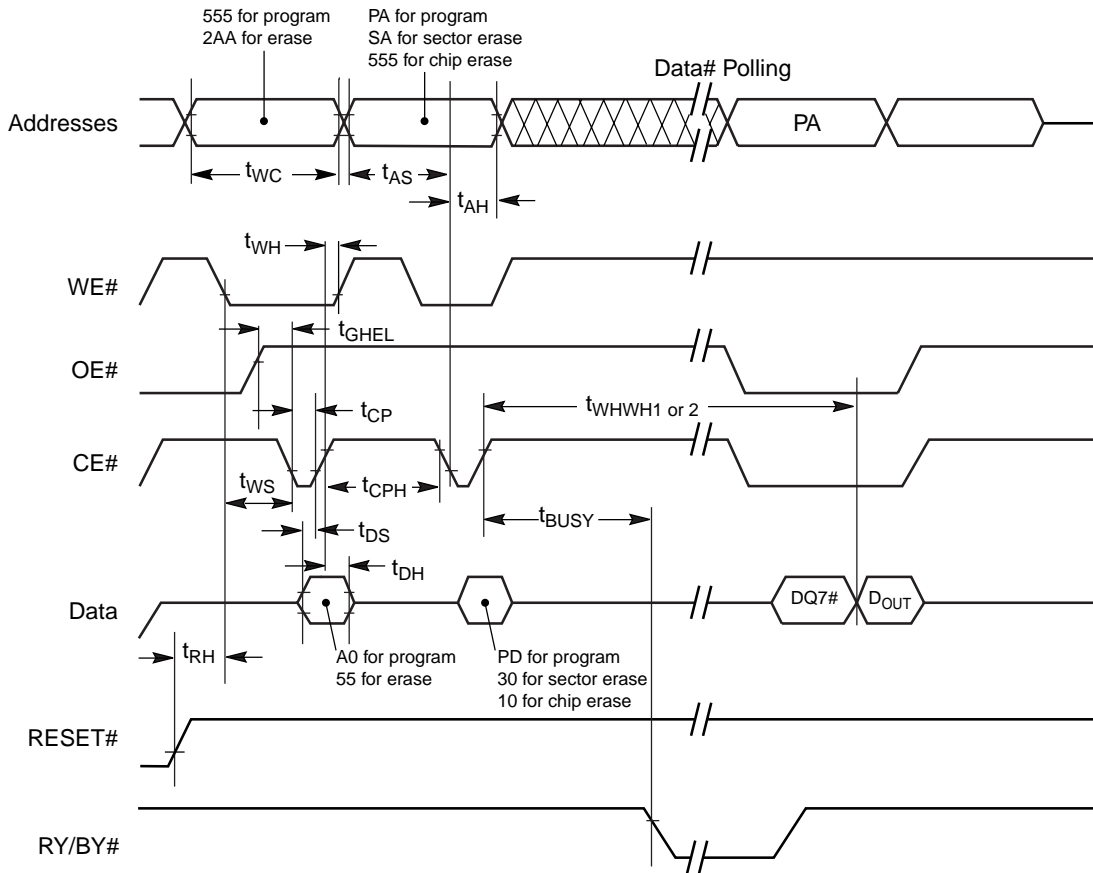 555 for program
2AA for erase
PA for program
SA for sector erase
555 for chip erase
Data# Polling
Addresses
PA
tWC
tAS
tAH
tWH
WE#
tGHEL
OE#
tWHWH1 or 2
tCP
CE#
tWS
tCPH
tBUSY
tDS
tDH
Data
DQ7#
DOUT
tRH
A0 for program
55 for erase
PD for program
30 for sector erase
10 for chip erase
RESET#
RY/BY#